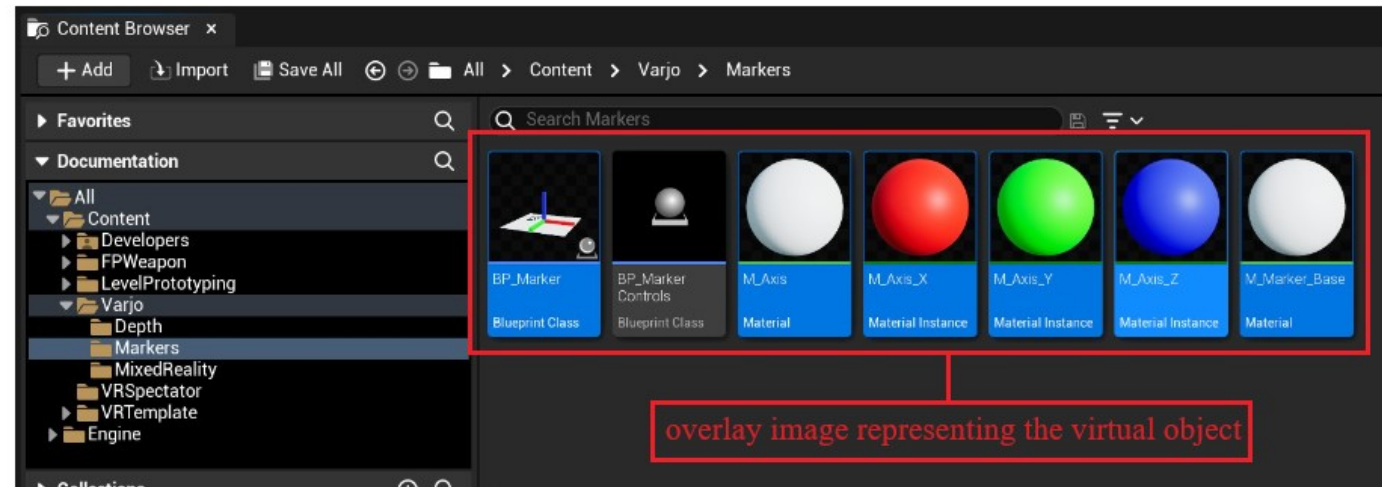 Content Browser
+ Add Import Save All All > Content > Varjo > Markers
Favorites
Search Markers
Documentation
All
Content
Developers
FPWeapon
LevelPrototyping
Varjo
Depth
Markers
MixedReality
VRSpectator
VRTemplate
Engine
BP_Marker
Blueprint Class
BP_Marker
Controls
Blueprint Class
M_Axis
Material
M_Axis_X
Material Instance
M_Axis_Y
Material Instance
M_Axis_Z
Material Instance
M_Marker_Base
Material
overlay image representing the virtual object
Collections